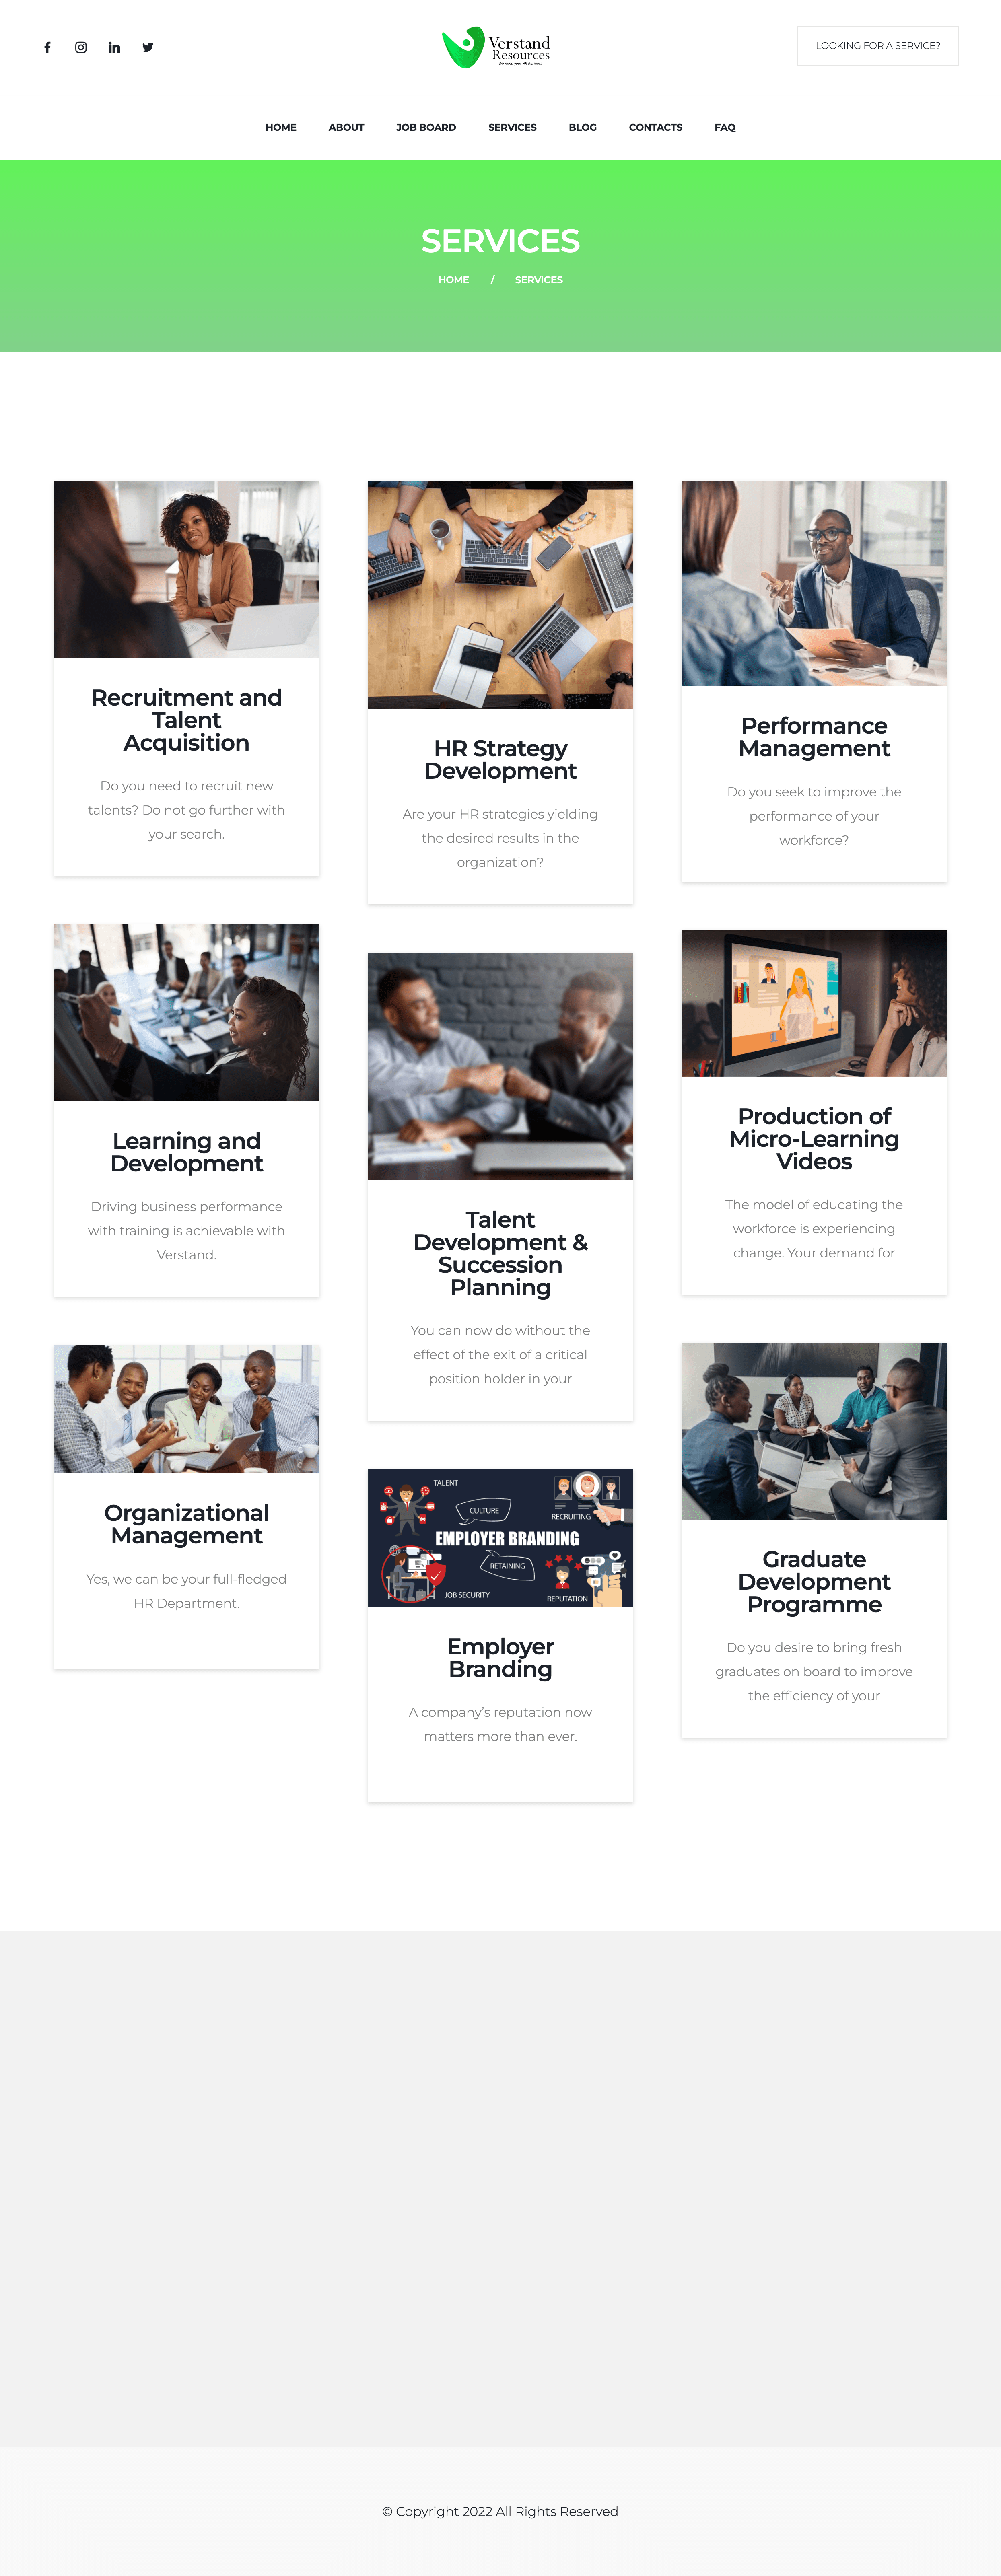 Verstand
Resources
LOOKING FOR A SERVICE?
HOME ABOUT JOB BOARD SERVICES BLOG CONTACTS FAQ
SERVICES
HOME / SERVICES
Recruitment and
Talent
Acquisition
Do you need to recruit new
talents? Do not go further with
your search.
HR Strategy
Development
Are your HR strategies yielding
the desired results in the
organization?
Performance
Management
Do you seek to improve the
performance of your
workforce?
Learning and
Development
Driving business performance
with training is achievable with
Verstand.
Talent
Development &
Succession
Planning
You can now do without the
effect of the exit of a critical
position holder in your
Production of
Micro-Learning
Videos
The model of educating the
workforce is experiencing
change. Your demand for
Organizational
Management
Yes, we can be your full-fledged
HR Department.
TALENT
CULTURE
RECRUITING
EMPLOYER BRANDING
RETAINING
JOB SECURITY
REPUTATION
Employer
Branding
A company’s reputation now
matters more than ever.
Graduate
Development
Programme
Do you desire to bring fresh
graduates on board to improve
the efficiency of your
© Copyright 2022 All Rights Reserved